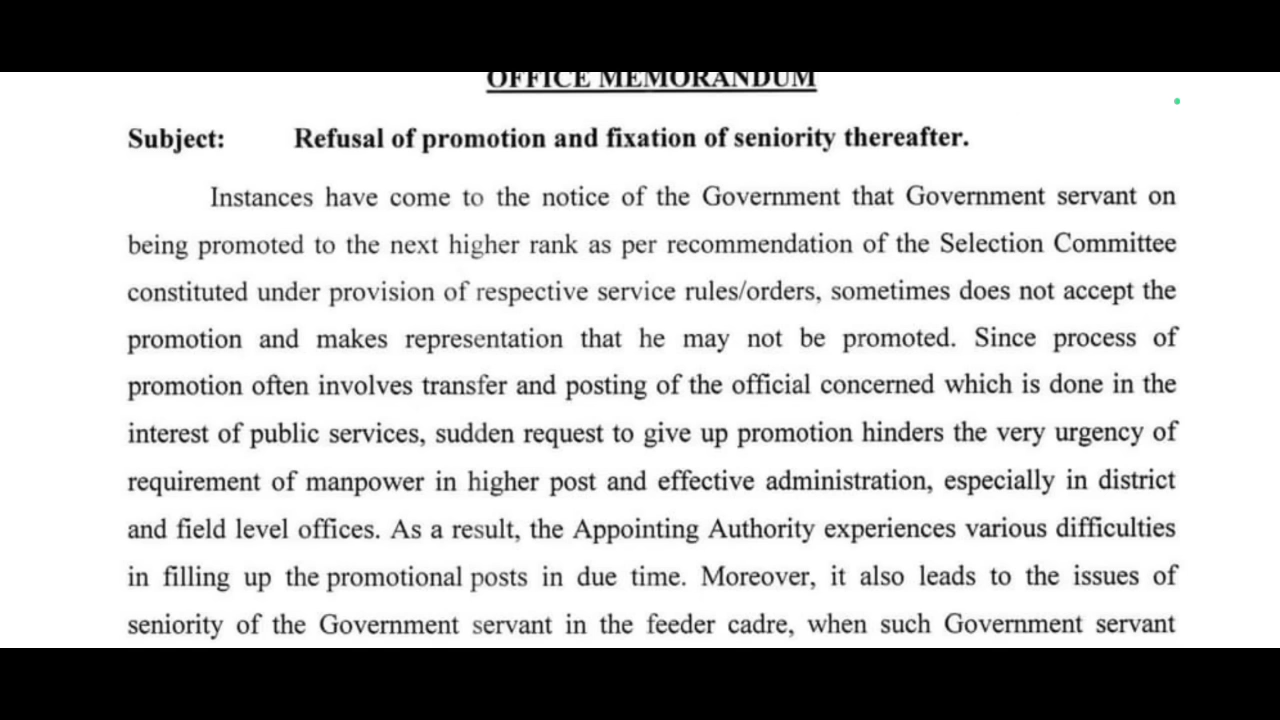 OFFICE MEMORANDUM
Subject: Refusal of promotion and fixation of seniority thereafter.
Instances have come to the notice of the Government that Government servant on
being promoted to the next higher rank as per recommendation of the Selection Committee
constituted under provision of respective service rules/orders, sometimes does not accept the
promotion and makes representation that he may not be promoted. Since process of
promotion often involves transfer and posting of the official concerned which is done in the
interest of public services, sudden request to give up promotion hinders the very urgency of
requirement of manpower in higher post and effective administration, especially in district
and field level offices. As a result, the Appointing Authority experiences various difficulties
in filling up the promotional posts in due time. Moreover, it also leads to the issues of
seniority of the Government servant in the feeder cadre, when such Government servant